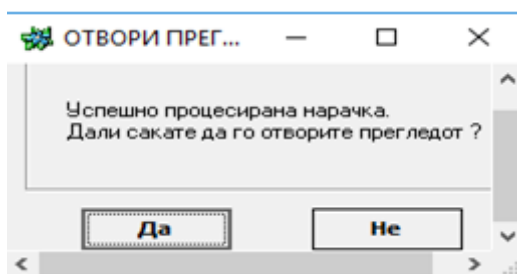 ОТВОРИ ПРЕГ...
Успешно процесирана нарачка.
Дали сакате да го отворите прегледот ?
Да
Не